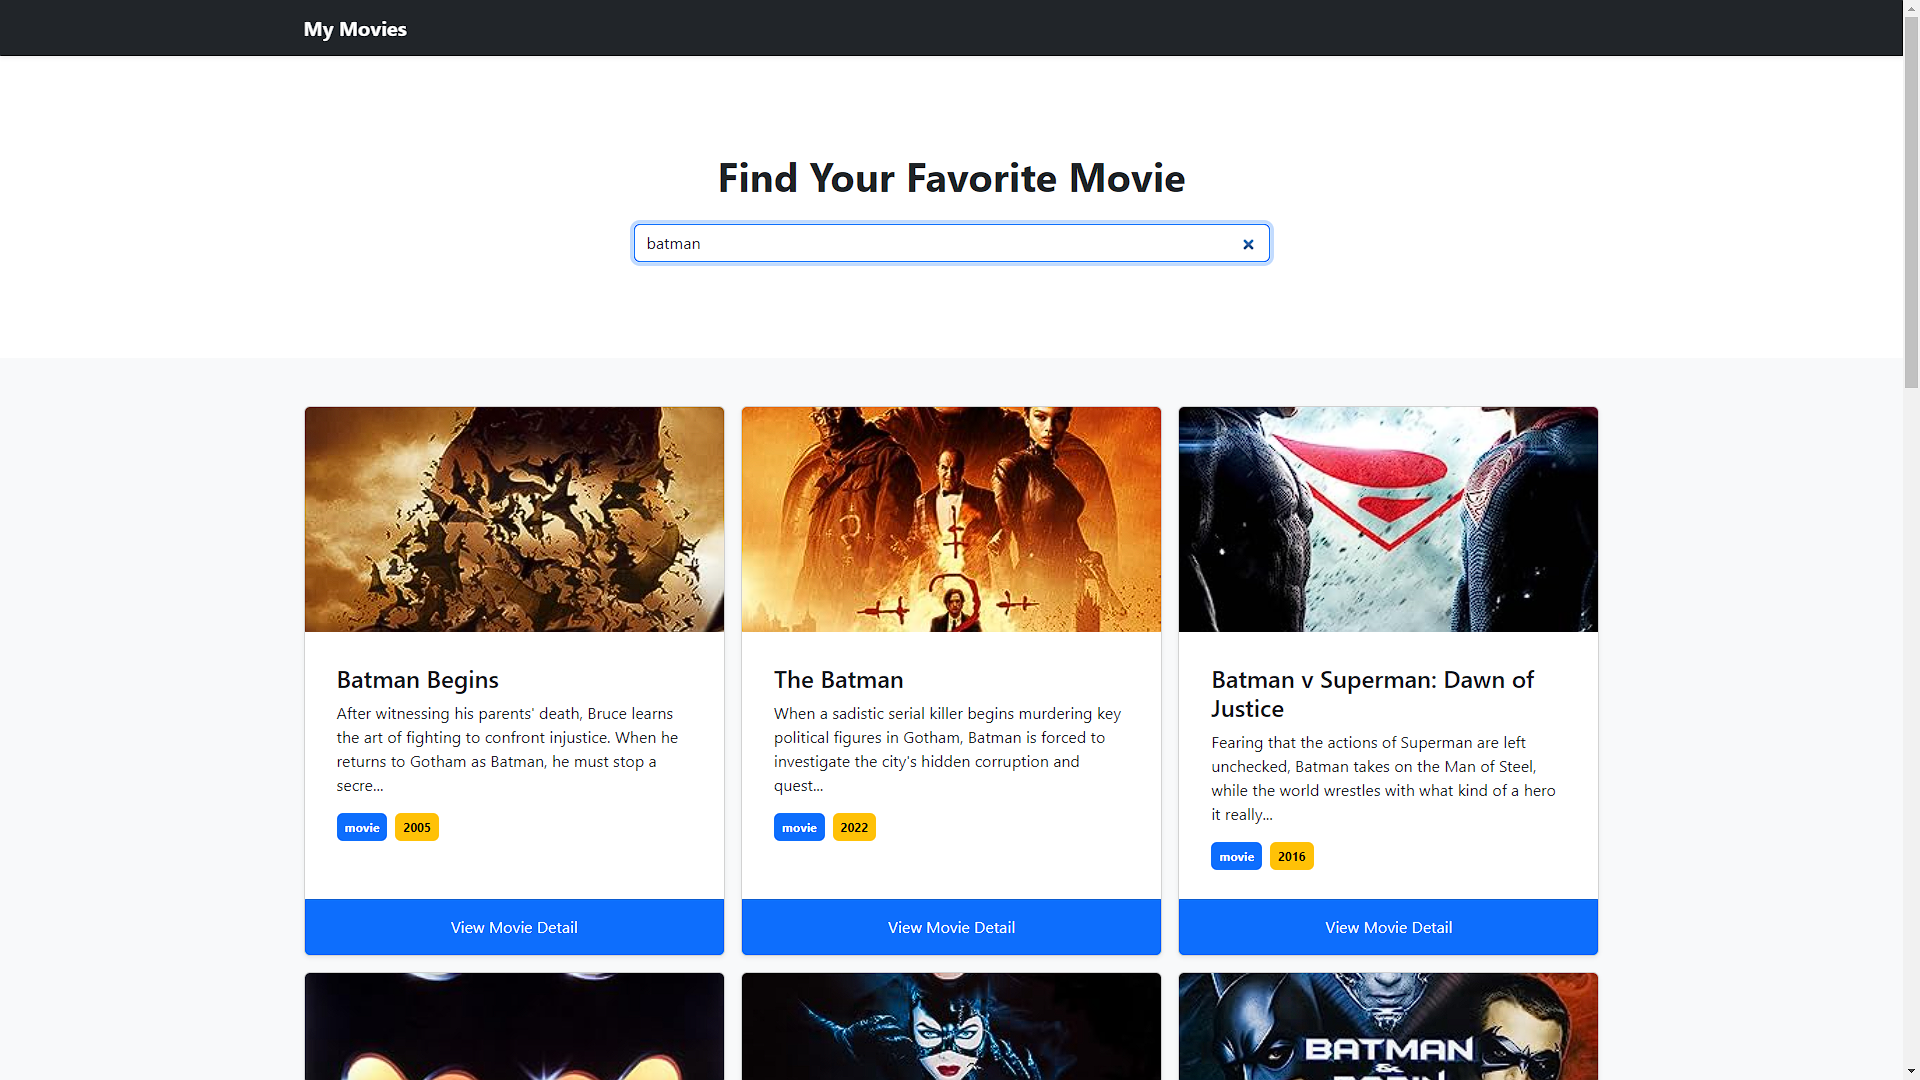 My Movies
Find Your Favorite Movie
batman
Batman Begins
After witnessing his parents' death, Bruce learns
the art of fighting to confront injustice. When he
returns to Gotham as Batman, he must stop a
secre...
movie 2005
View Movie Detail
The Batman
When a sadistic serial killer begins murdering key
political figures in Gotham, Batman is forced to
investigate the city's hidden corruption and
quest...
movie 2022
View Movie Detail
Batman v Superman: Dawn of
Justice
Fearing that the actions of Superman are left
unchecked, Batman takes on the Man of Steel,
while the world wrestles with what kind of a hero
it really...
movie 2016
View Movie Detail
BATMAN
&